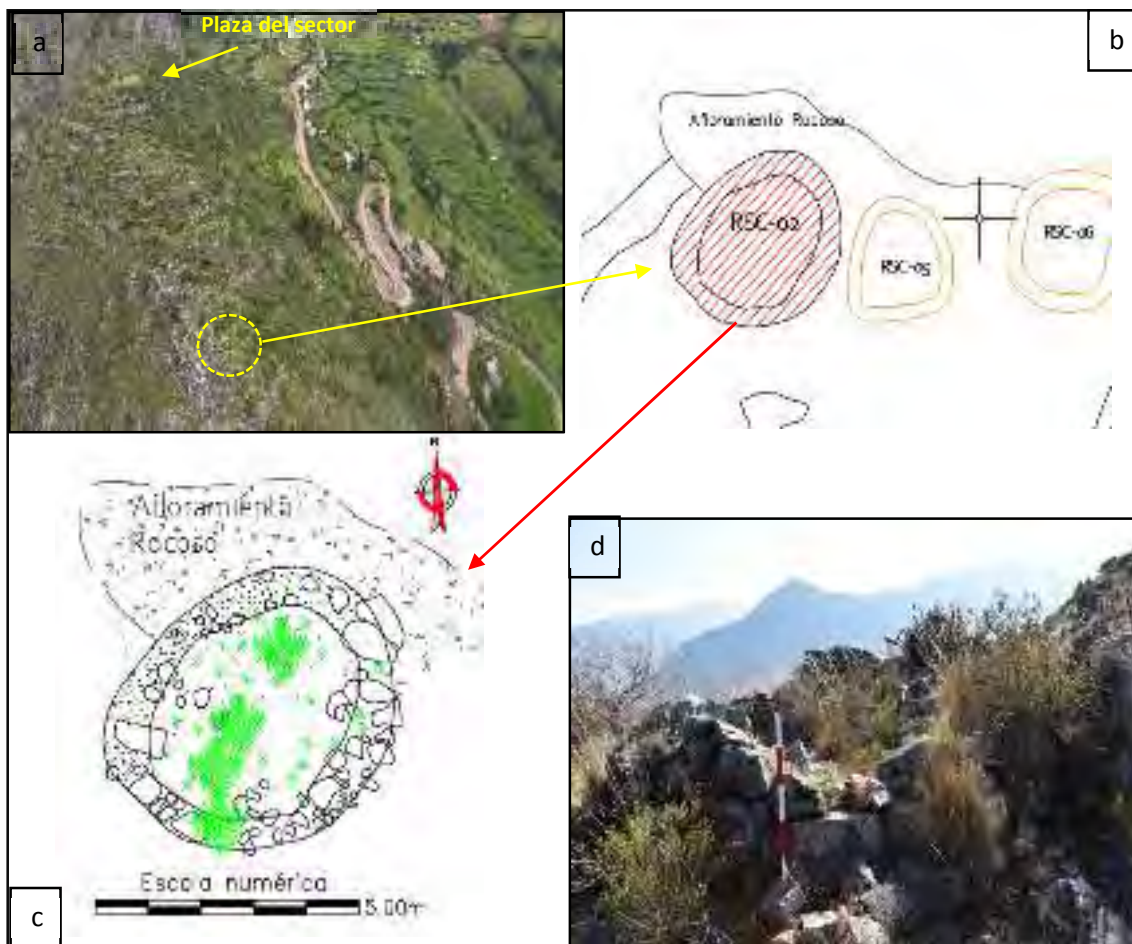 a
Plaza del sector
b
Afloramiento Rocoso
RSC-02
RSC-05
RSC-06
N
Afloramiento
Rocoso
Escala numérica
5.00m
c
d